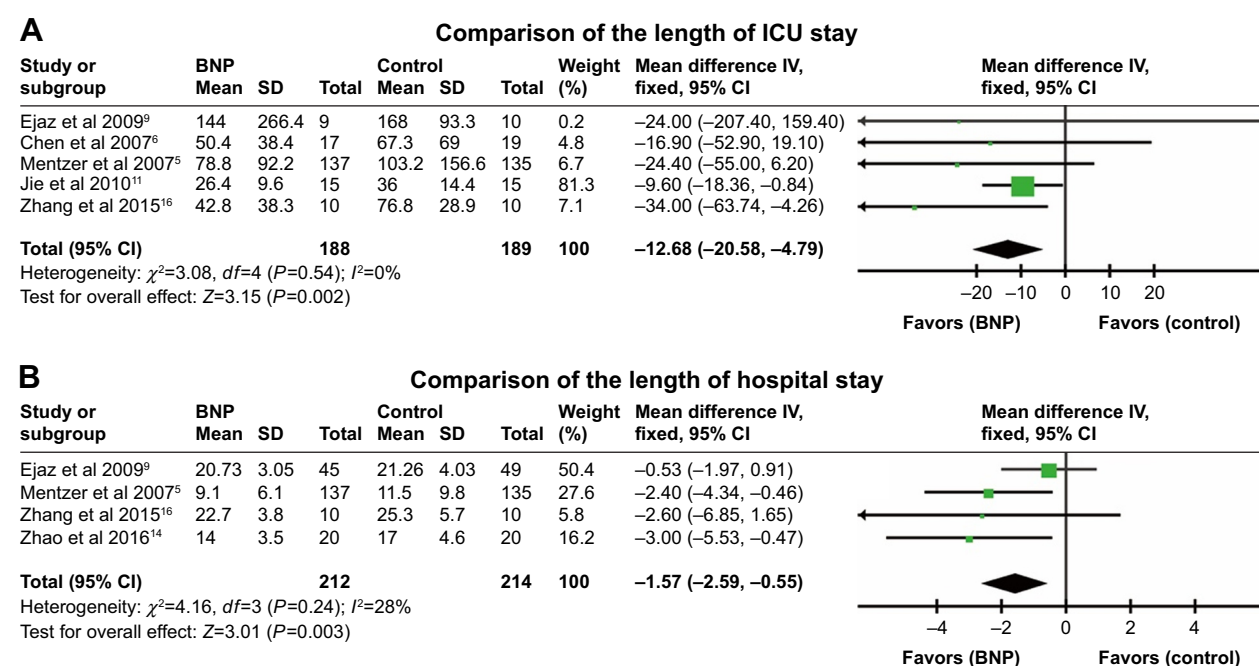 A
Comparison of the length of ICU stay
Study or BNP Control Weight Mean difference IV, Mean difference IV,
subgroup Mean SD Total Mean SD Total (%) fixed, 95% CI fixed, 95% CI
Ejaz et al 2009⁹ 144 266.4 9 168 93.3 10 0.2 –24.00 (–207.40, 159.40)
Chen et al 2007⁶ 50.4 38.4 17 67.3 69 19 4.8 –16.90 (–52.90, 19.10)
Mentzer et al 2007⁵ 78.8 92.2 137 103.2 156.6 135 6.7 –24.40 (–55.00, 6.20)
Jie et al 2010¹¹ 26.4 9.6 15 36 14.4 15 81.3 –9.60 (–18.36, –0.84)
Zhang et al 2015¹⁶ 42.8 38.3 10 76.8 28.9 10 7.1 –34.00 (–63.74, –4.26)
Total (95% CI) 188 189 100 –12.68 (–20.58, –4.79)
Heterogeneity: χ²=3.08, df=4 (P=0.54); I²=0%
Test for overall effect: Z=3.15 (P=0.002)
–20 –10 0 10 20
Favors (BNP) Favors (control)
B
Comparison of the length of hospital stay
Study or BNP Control Weight Mean difference IV, Mean difference IV,
subgroup Mean SD Total Mean SD Total (%) fixed, 95% CI fixed, 95% CI
Ejaz et al 2009⁹ 20.73 3.05 45 21.26 4.03 49 50.4 –0.53 (–1.97, 0.91)
Mentzer et al 2007⁵ 9.1 6.1 137 11.5 9.8 135 27.6 –2.40 (–4.34, –0.46)
Zhang et al 2015¹⁶ 22.7 3.8 10 25.3 5.7 10 5.8 –2.60 (–6.85, 1.65)
Zhao et al 2016¹⁴ 14 3.5 20 17 4.6 20 16.2 –3.00 (–5.53, –0.47)
Total (95% CI) 212 214 100 –1.57 (–2.59, –0.55)
Heterogeneity: χ²=4.16, df=3 (P=0.24); I²=28%
Test for overall effect: Z=3.01 (P=0.003)
–4 –2 0 2 4
Favors (BNP) Favors (control)